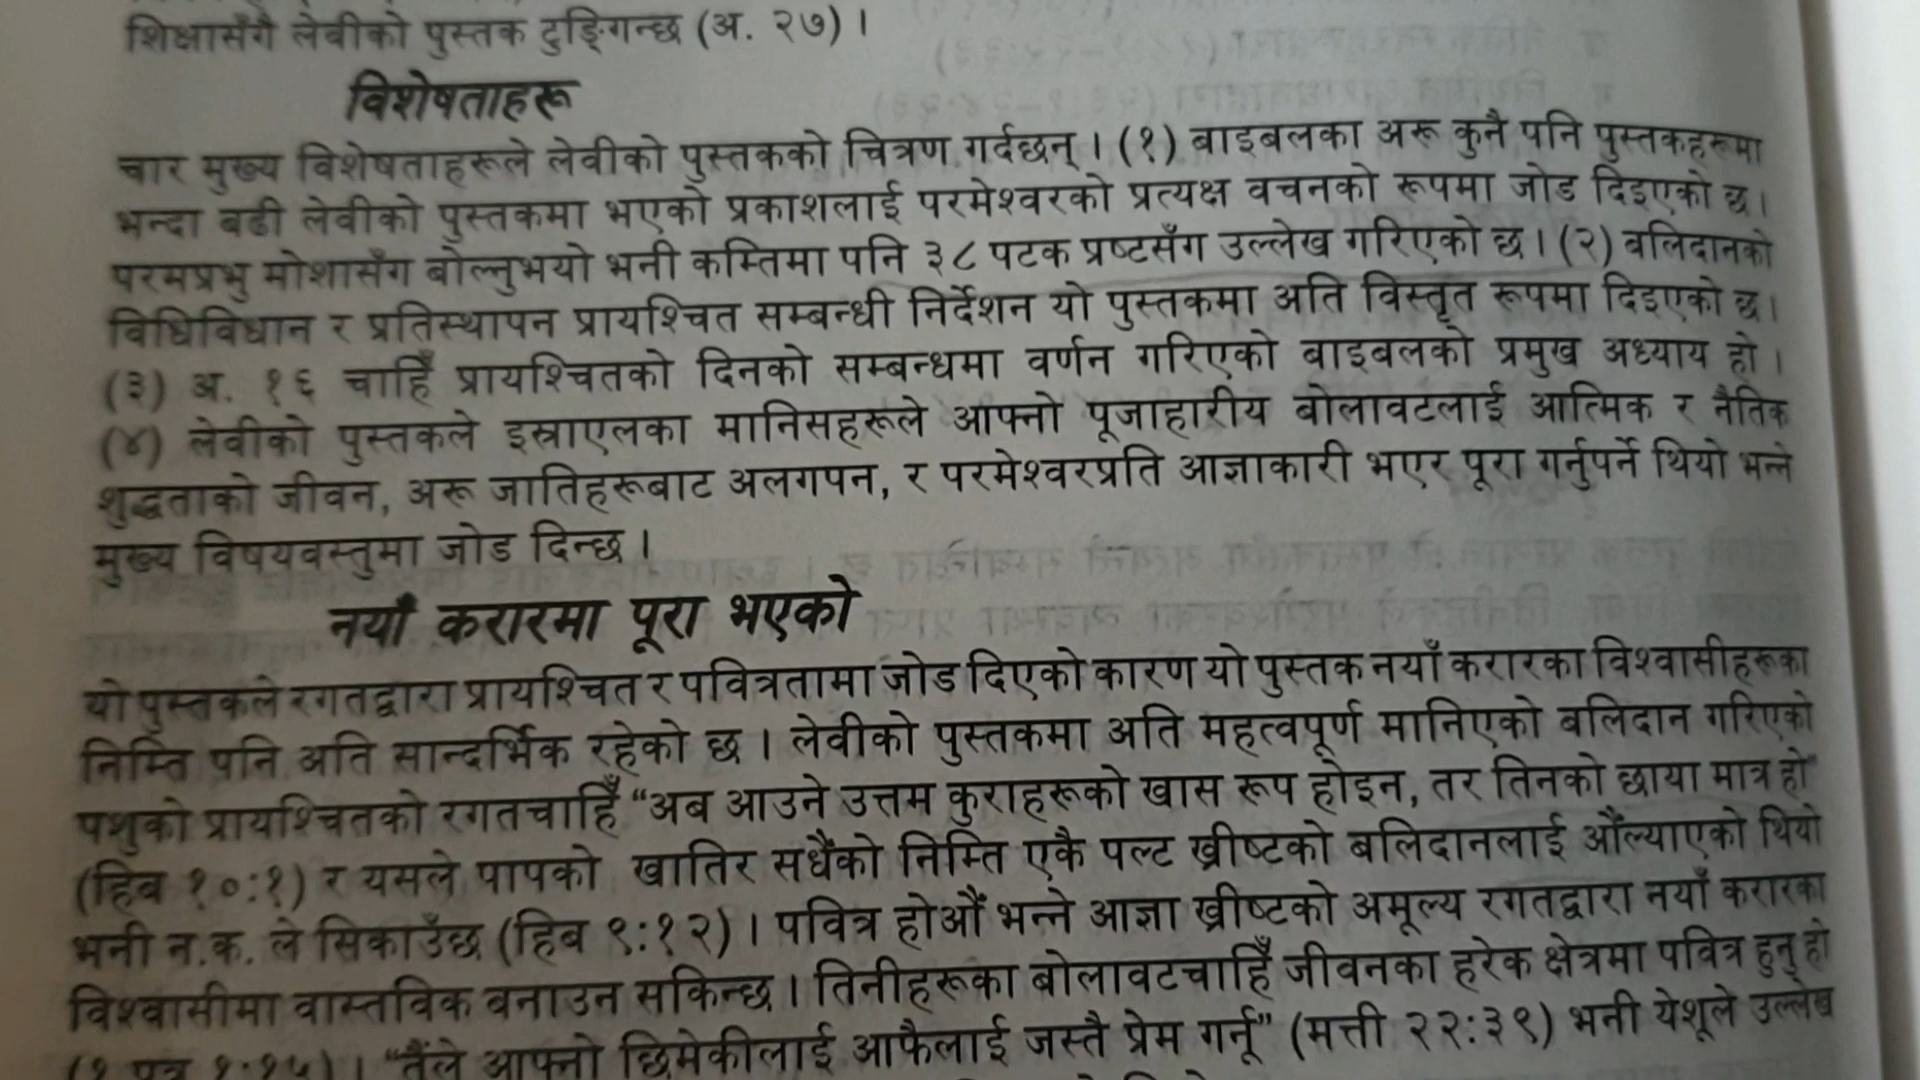 शिक्षासँगै लेवीको पुस्तक टुङ्गिन्छ (अ. २७) ।
विशेषताहरू
चार मुख्य विशेषताहरूले लेवीको पुस्तकको चित्रण गर्दछन् । (१) बाइबलका अरू कुनै पनि पुस्तकहरूमा
भन्दा बढी लेवीको पुस्तकमा भएको प्रकाशलाई परमेश्वरको प्रत्यक्ष वचनको रूपमा जोड दिइएको छ ।
परमप्रभु मोशासँग बोल्नुभयो भनी कम्तिमा पनि ३८ पटक प्रष्टसँग उल्लेख गरिएको छ । (२) बलिदानको
विधिविधान र प्रतिस्थापन प्रायश्चित सम्बन्धी निर्देशन यो पुस्तकमा अति विस्तृत रूपमा दिइएको छ ।
(३) अ. १६ चाहिँ प्रायश्चितको दिनको सम्बन्धमा वर्णन गरिएको बाइबलको प्रमुख अध्याय हो ।
(४) लेवीको पुस्तकले इस्राएलका मानिसहरूले आफ्नो पूजाहारीय बोलावटलाई आत्मिक र नैतिक
शुद्धताको जीवन, अरू जातिहरूबाट अलगपन, र परमेश्वरप्रति आज्ञाकारी भएर पूरा गर्नुपर्ने थियो भन्ने
मुख्य विषयवस्तुमा जोड दिन्छ ।
नयाँ करारमा पूरा भएको
यो पुस्तकले रगतद्वारा प्रायश्चित र पवित्रतामा जोड दिएको कारण यो पुस्तक नयाँ करारका विश्वासीहरूका
निम्ति पनि अति सान्दर्भिक रहेको छ । लेवीको पुस्तकमा अति महत्वपूर्ण मानिएको बलिदान गरिएको
पशुको प्रायश्चितको रगतचाहिँ “अब आउने उत्तम कुराहरूको खास रूप होइन, तर तिनको छाया मात्र हो”
(हिब्रू १०:१) र यसले पापको खातिर सधैंको निम्ति एकै पल्ट ख्रीष्टको बलिदानलाई औंल्याएको थियो
भनी न.क. ले सिकाउँछ (हिब्रू ९:१२) । पवित्र होऔं भन्ने आज्ञा ख्रीष्टको अमूल्य रगतद्वारा नयाँ करारका
विश्वासीमा वास्तविक बनाउन सकिन्छ । तिनीहरूका बोलावटचाहिँ जीवनका हरेक क्षेत्रमा पवित्र हुनु हो
(१ पत्र १:१५) । “तैंले आफ्नो छिमेकीलाई आफैलाई जस्तै प्रेम गर्नू” (मत्ती २२:३९) भनी येशूले उल्लेख